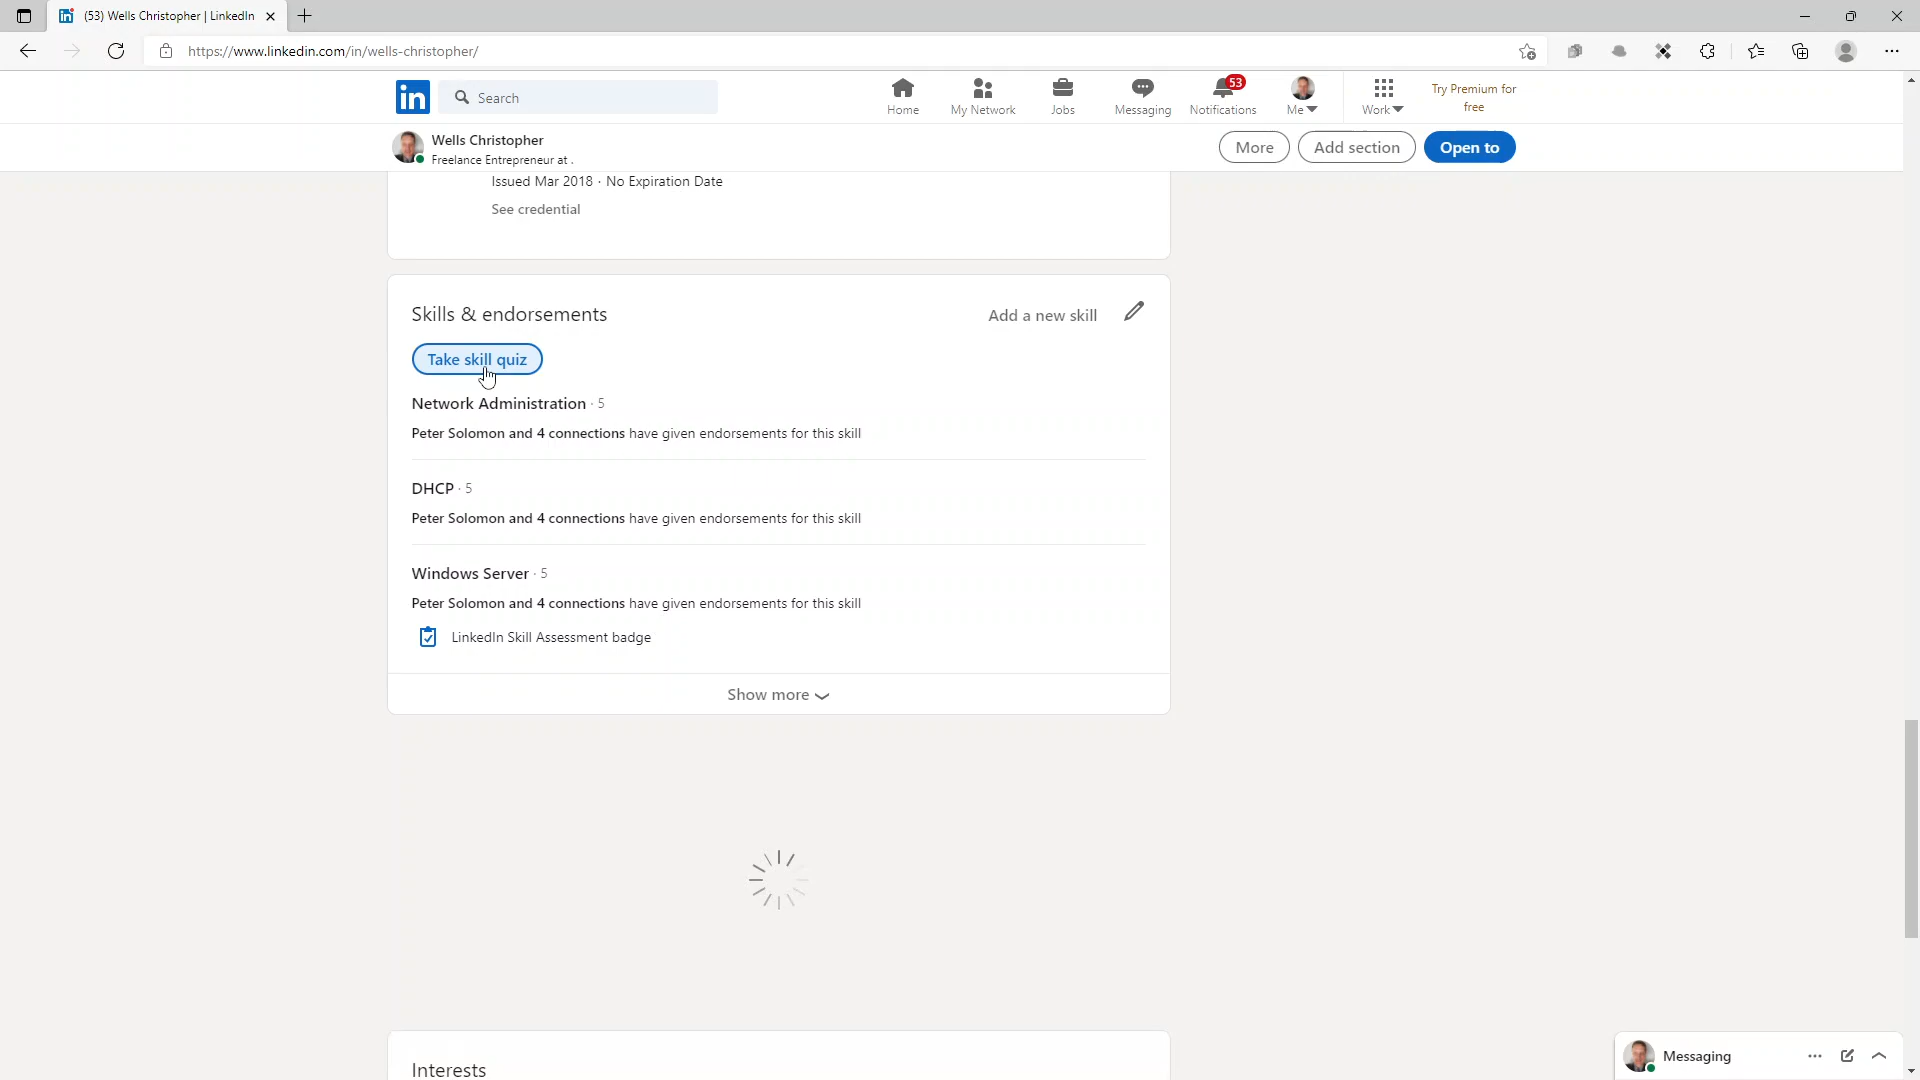 (53) Wells Christopher | LinkedIn
https://www.linkedin.com/in/wells-christopher/
in
Search
Home
My Network
Jobs
Messaging
53
Notifications
Me
Work
Try Premium for
free
Wells Christopher
Freelance Entrepreneur at .
More
Add section
Open to
Issued Mar 2018 · No Expiration Date
See credential
Skills & endorsements
Add a new skill
Take skill quiz
Network Administration · 5
Peter Solomon and 4 connections have given endorsements for this skill
DHCP · 5
Peter Solomon and 4 connections have given endorsements for this skill
Windows Server · 5
Peter Solomon and 4 connections have given endorsements for this skill
LinkedIn Skill Assessment badge
Show more
Interests
Messaging